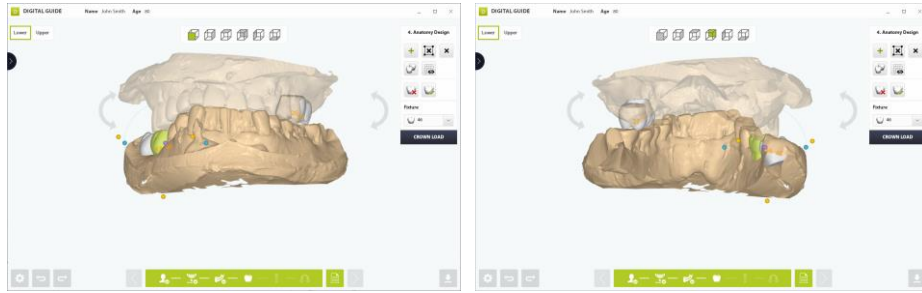 DIGITAL GUIDE Name John Smith Age
Lower Upper
4. Anatomy Design
Fixture
CROWN LOAD
DIGITAL GUIDE Name John Smith Age
Lower Upper
4. Anatomy Design
Fixture
CROWN LOAD